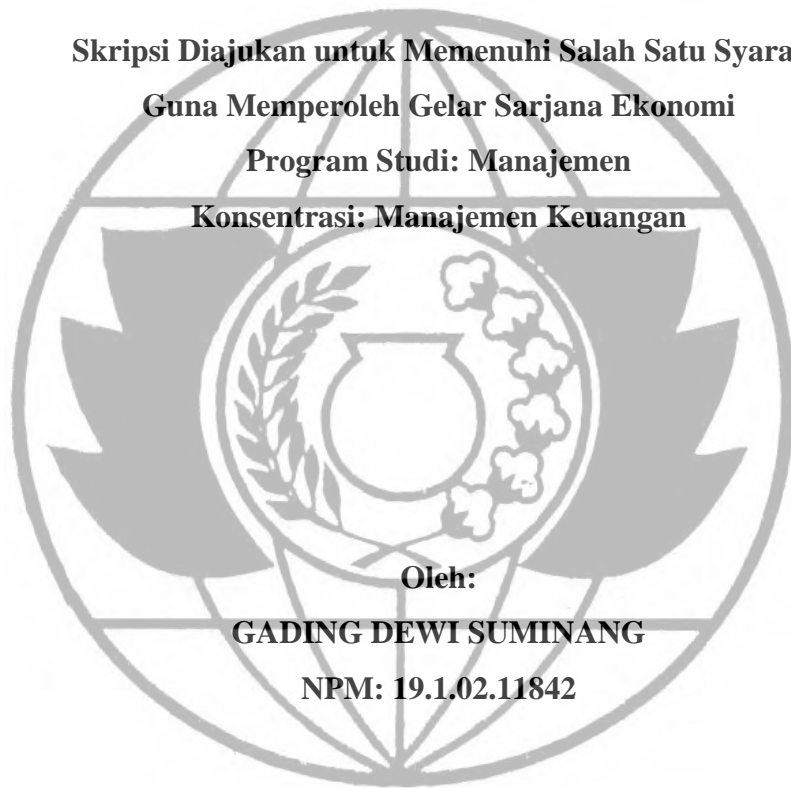 Skripsi Diajukan untuk Memenuhi Salah Satu Syara
Guna Memperoleh Gelar Sarjana Ekonomi
Program Studi: Manajemen
Konsentrasi: Manajemen Keuangan
Oleh:
GADING DEWI SUMINANG
NPM: 19.1.02.11842